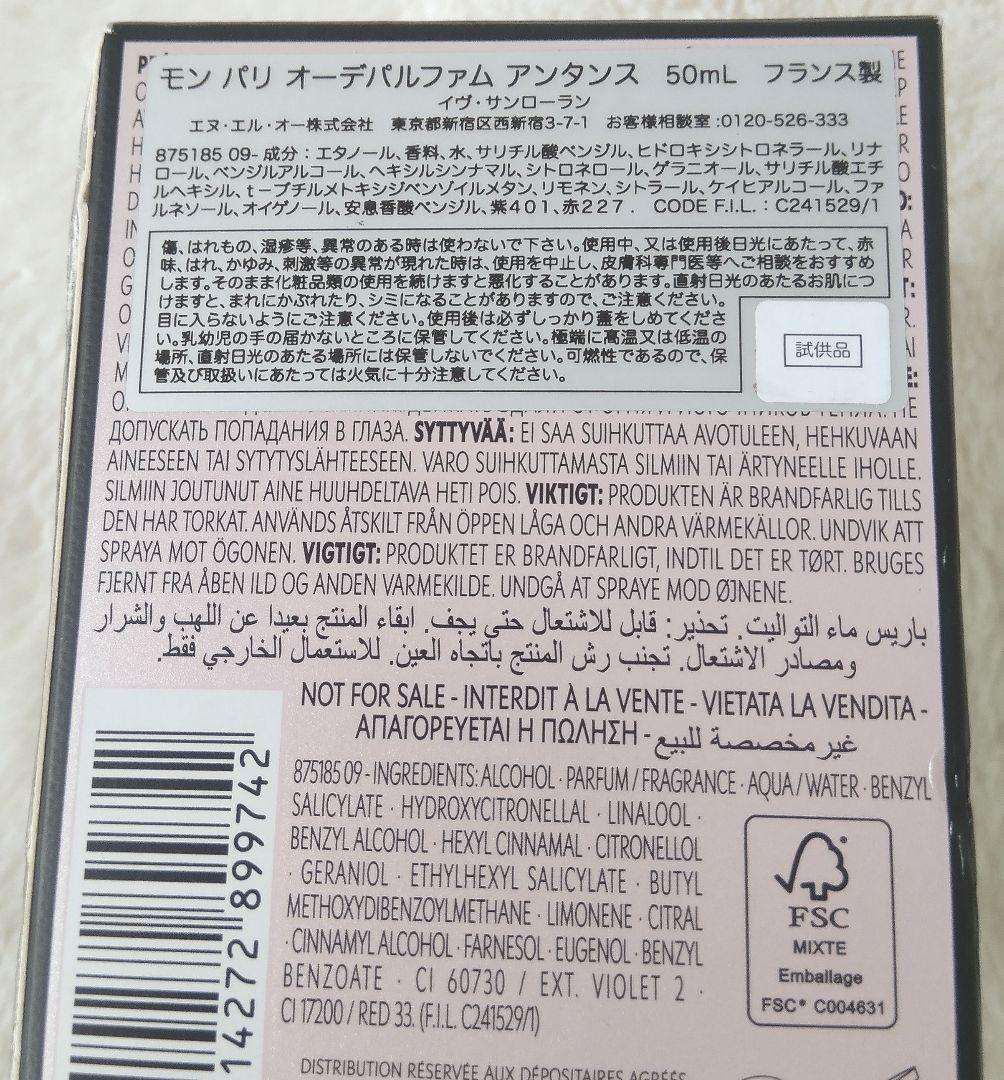 モン パリ オーデパルファム アンタンス 50mL フランス製
イヴ・サンローラン
エヌ・エル・オー株式会社 東京都新宿区西新宿3-7-1 お客様相談室:0120-526-333
875185 09- 成分：エタノール、香料、水、サリチル酸ベンジル、ヒドロキシシトロネラール、リナ
ロール、ベンジルアルコール、ヘキシルシンナマル、シトロネロール、ゲラニオール、サリチル酸エチ
ルヘキシル、t－ブチルメトキシジベンゾイルメタン、リモネン、シトラール、ケイヒアルコール、ファ
ルネソール、オイゲノール、安息香酸ベンジル、紫401、赤227． CODE F.I.L.：C241529/1
傷、はれもの、湿疹等、異常のある時は使わないで下さい。使用中、又は使用後日光にあたって、赤
味、はれ、かゆみ、刺激等の異常が現れた時は、使用を中止し、皮膚科専門医等へご相談をおすすめ
します。そのまま化粧品類の使用を続けますと悪化することがあります。直射日光のあたるお肌につ
けますと、まれにかぶれたり、シミになることがありますので、ご注意ください。
目に入らないようにご注意ください。使用後は必ずしっかり蓋をしめてくださ
い。乳幼児の手の届かないところに保管してください。極端に高温又は低温の
場所、直射日光のあたる場所には保管しないでください。可燃性であるので、保
管及び取扱いにあたっては火気に十分注意してください。
試供品
ДОПУСКАТЬ ПОПАДАНИЯ В ГЛАЗА. SYTTYVÄÄ: EI SAA SUIHKUTTAA AVOTULEEN, HEHKUVAAN
AINEESEEN TAI SYTYTYSLÄHTEESEEN. VARO SUIHKUTTAMASTA SILMIIN TAI ÄRTYNEELLE IHOLLE.
SILMIIN JOUTUNUT AINE HUUHDELTAVA HETI POIS. VIKTIGT: PRODUKTEN ÄR BRANDFARLIG TILLS
DEN HAR TORKAT. ANVÄNDS ÅTSKILT FRÅN ÖPPEN LÅGA OCH ANDRA VÄRMEKÄLLOR. UNDVIK ATT
SPRAYA MOT ÖGONEN. VIGTIGT: PRODUKTET ER BRANDFARLIGT, INDTIL DET ER TØRT. BRUGES
FJERNT FRA ÅBEN ILD OG ANDEN VARMEKILDE. UNDGÅ AT SPRAYE MOD ØJNENE.
باريس ماء التواليت. تحذير: قابل للاشتعال حتى يجف. ابقاء المنتج بعيدا عن اللهب والشرار
ومصادر الاشتعال. تجنب رش المنتج باتجاه العين. للاستعمال الخارجي فقط.
NOT FOR SALE - INTERDIT À LA VENTE - VIETATA LA VENDITA -
ΑΠΑΓΟΡΕΥΕΤΑΙ Η ΠΩΛΗΣΗ - غير مخصصة للبيع
875185 09 - INGREDIENTS: ALCOHOL · PARFUM / FRAGRANCE · AQUA / WATER · BENZYL
SALICYLATE · HYDROXYCITRONELLAL · LINALOOL ·
BENZYL ALCOHOL · HEXYL CINNAMAL · CITRONELLOL
· GERANIOL · ETHYLHEXYL SALICYLATE · BUTYL
METHOXYDIBENZOYLMETHANE · LIMONENE · CITRAL
· CINNAMYL ALCOHOL · FARNESOL · EUGENOL · BENZYL
BENZOATE · CI 60730 / EXT. VIOLET 2 ·
CI 17200 / RED 33. (F.I.L. C241529/1)
14272 899742
FSC
MIXTE
Emballage
FSC® C004631
DISTRIBUTION RÉSERVÉE AUX DÉPOSITAIRES AGRÉÉS